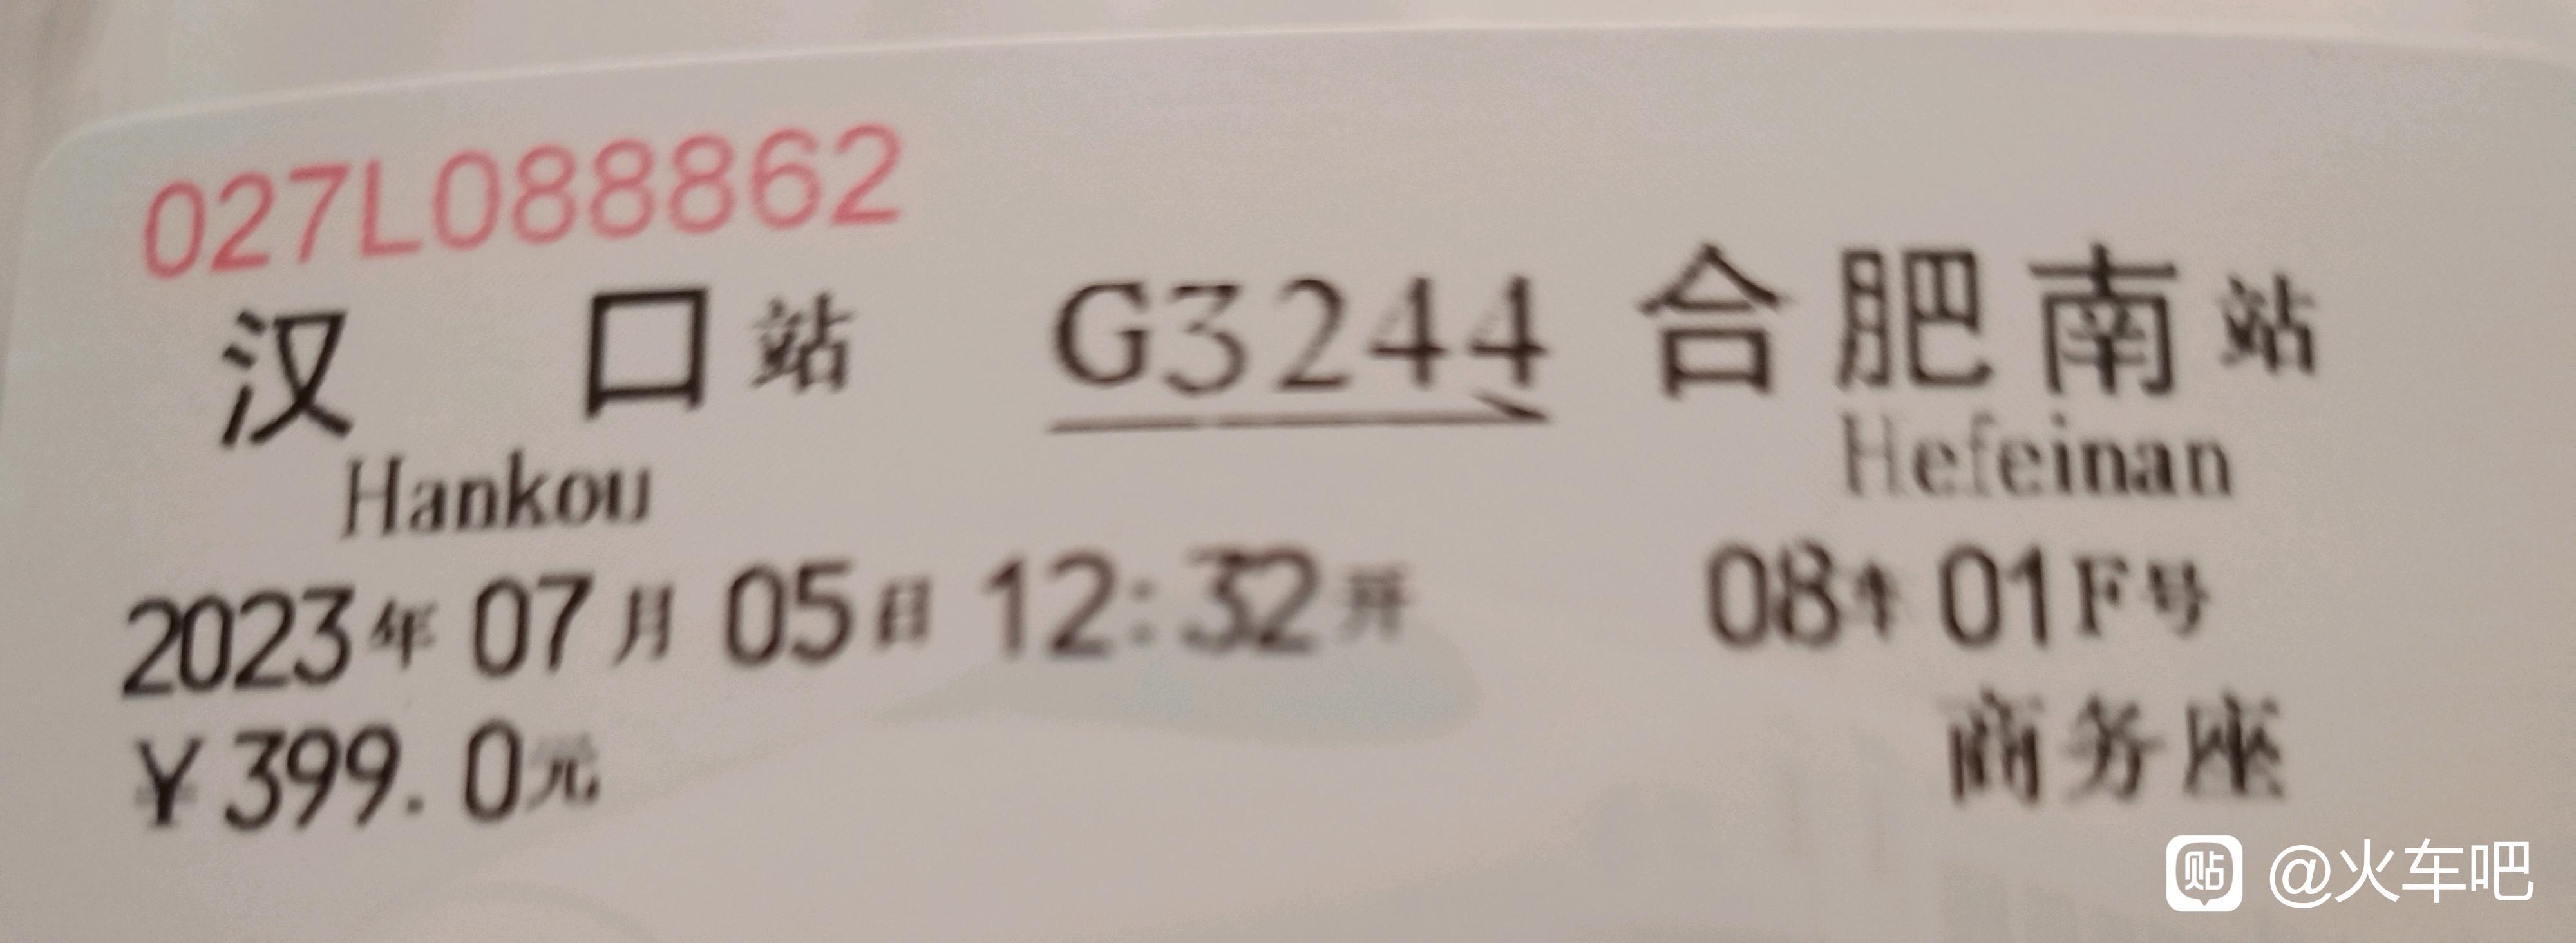 027L088862
汉口站 G3244 合肥南站
Hankou Hefeinan
2023年07月05日12:32开 08车01F号
¥399.0元 商务座
贴 @火车吧